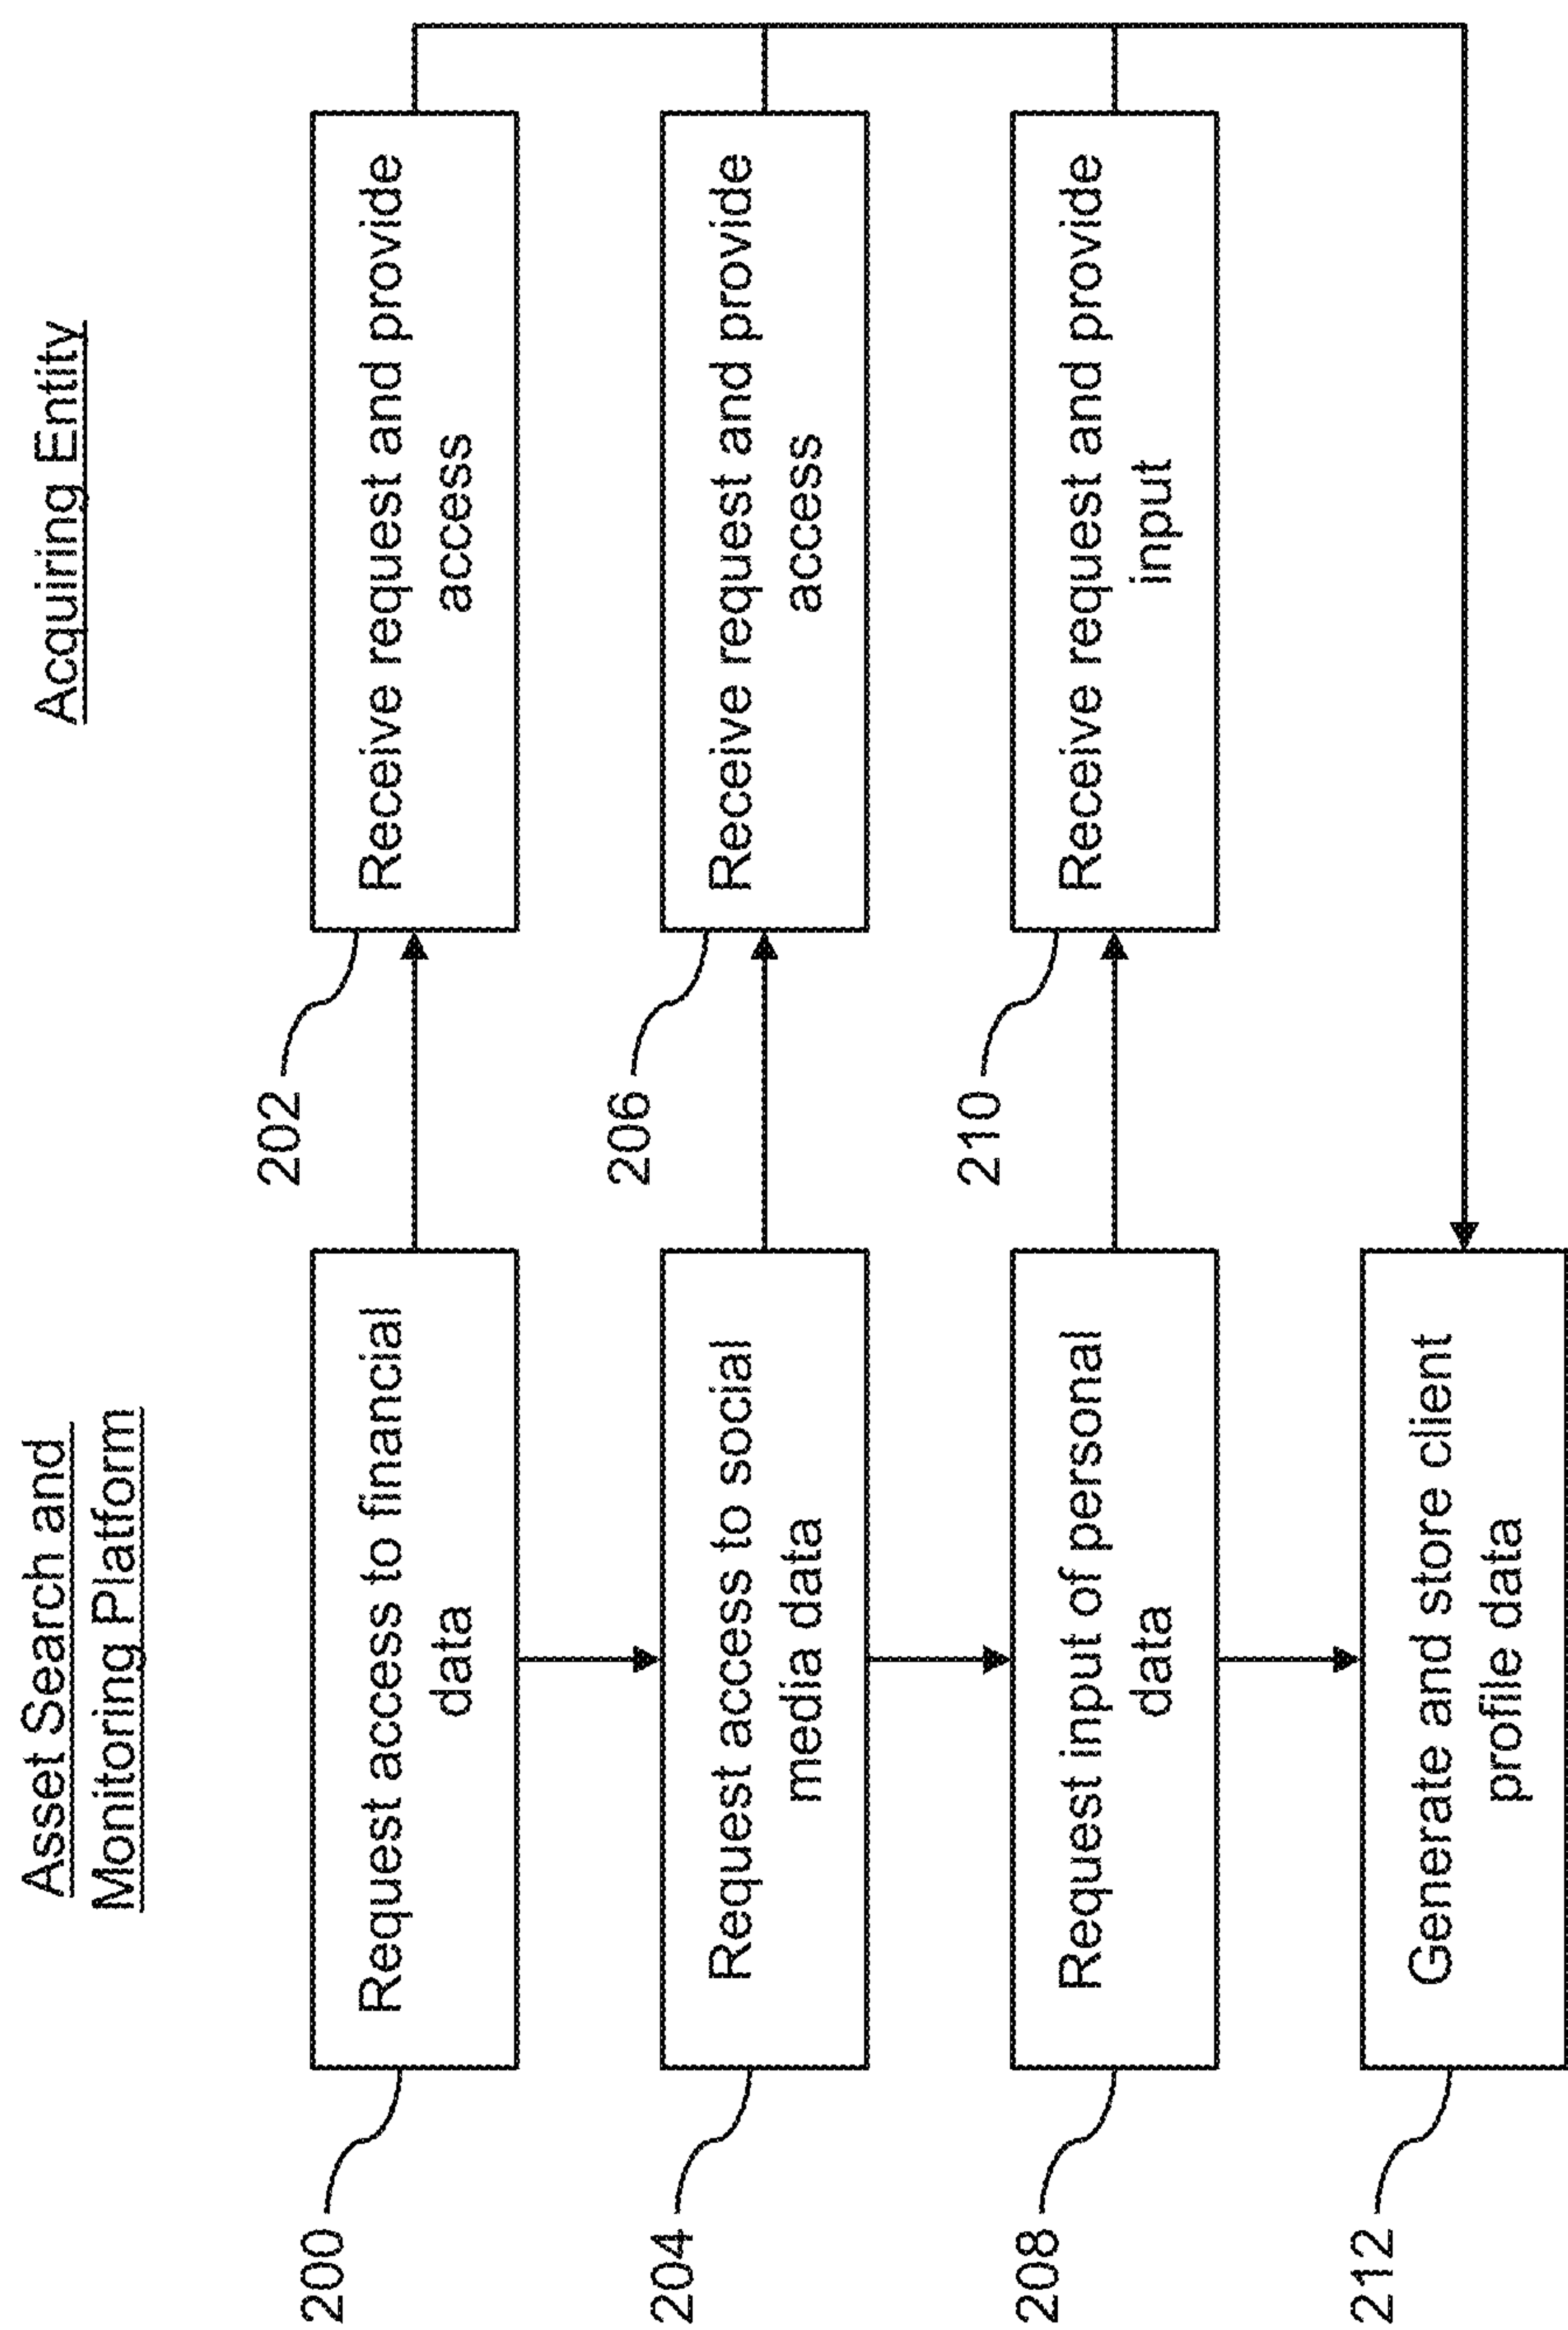 Asset Search and
Monitoring Platform
Acquiring Entity
200
Request access to financial
data
202
Receive request and provide
access
204
Request access to social
media data
206
Receive request and provide
access
208
Request input of personal
data
210
Receive request and provide
input
212
Generate and store client
profile data